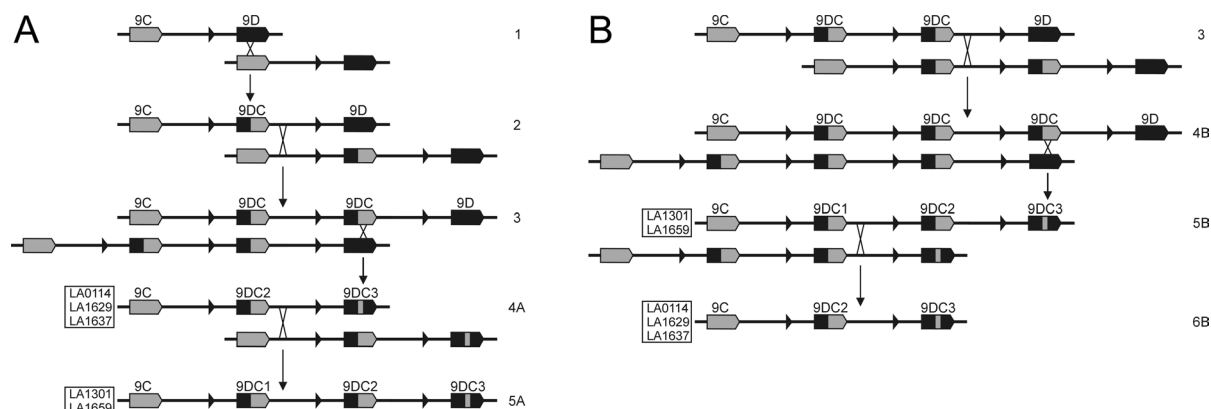 A
9C 9D 1
9C 9DC 9D 2
9C 9DC 9DC 9D 3
LA0114
LA1629
LA1637
9C 9DC2 9DC3 4A
LA1301
LA1659
9C 9DC1 9DC2 9DC3 5A
B
9C 9DC 9DC 9D 3
9C 9DC 9DC 9DC 9D 4B
LA1301
LA1659
9C 9DC1 9DC2 9DC3 5B
LA0114
LA1629
LA1637
9C 9DC2 9DC3 6B